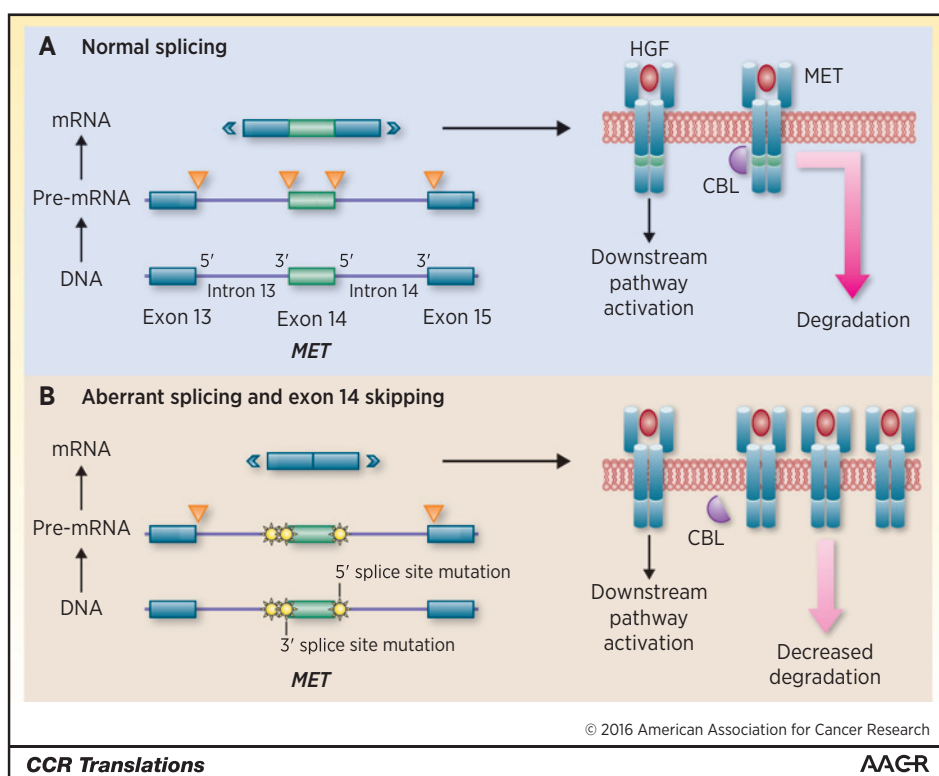 A Normal splicing
HGF
MET
mRNA
CBL
Pre-mRNA
DNA
5′ 3′ 5′ 3′
Intron 13 Intron 14
Exon 13 Exon 14 Exon 15
MET
Downstream
pathway
activation
Degradation
B Aberrant splicing and exon 14 skipping
mRNA
Pre-mRNA
CBL
5′ splice site mutation
DNA
3′ splice site mutation
MET
Downstream
pathway
activation
Decreased
degradation
© 2016 American Association for Cancer Research
CCR Translations
AACR